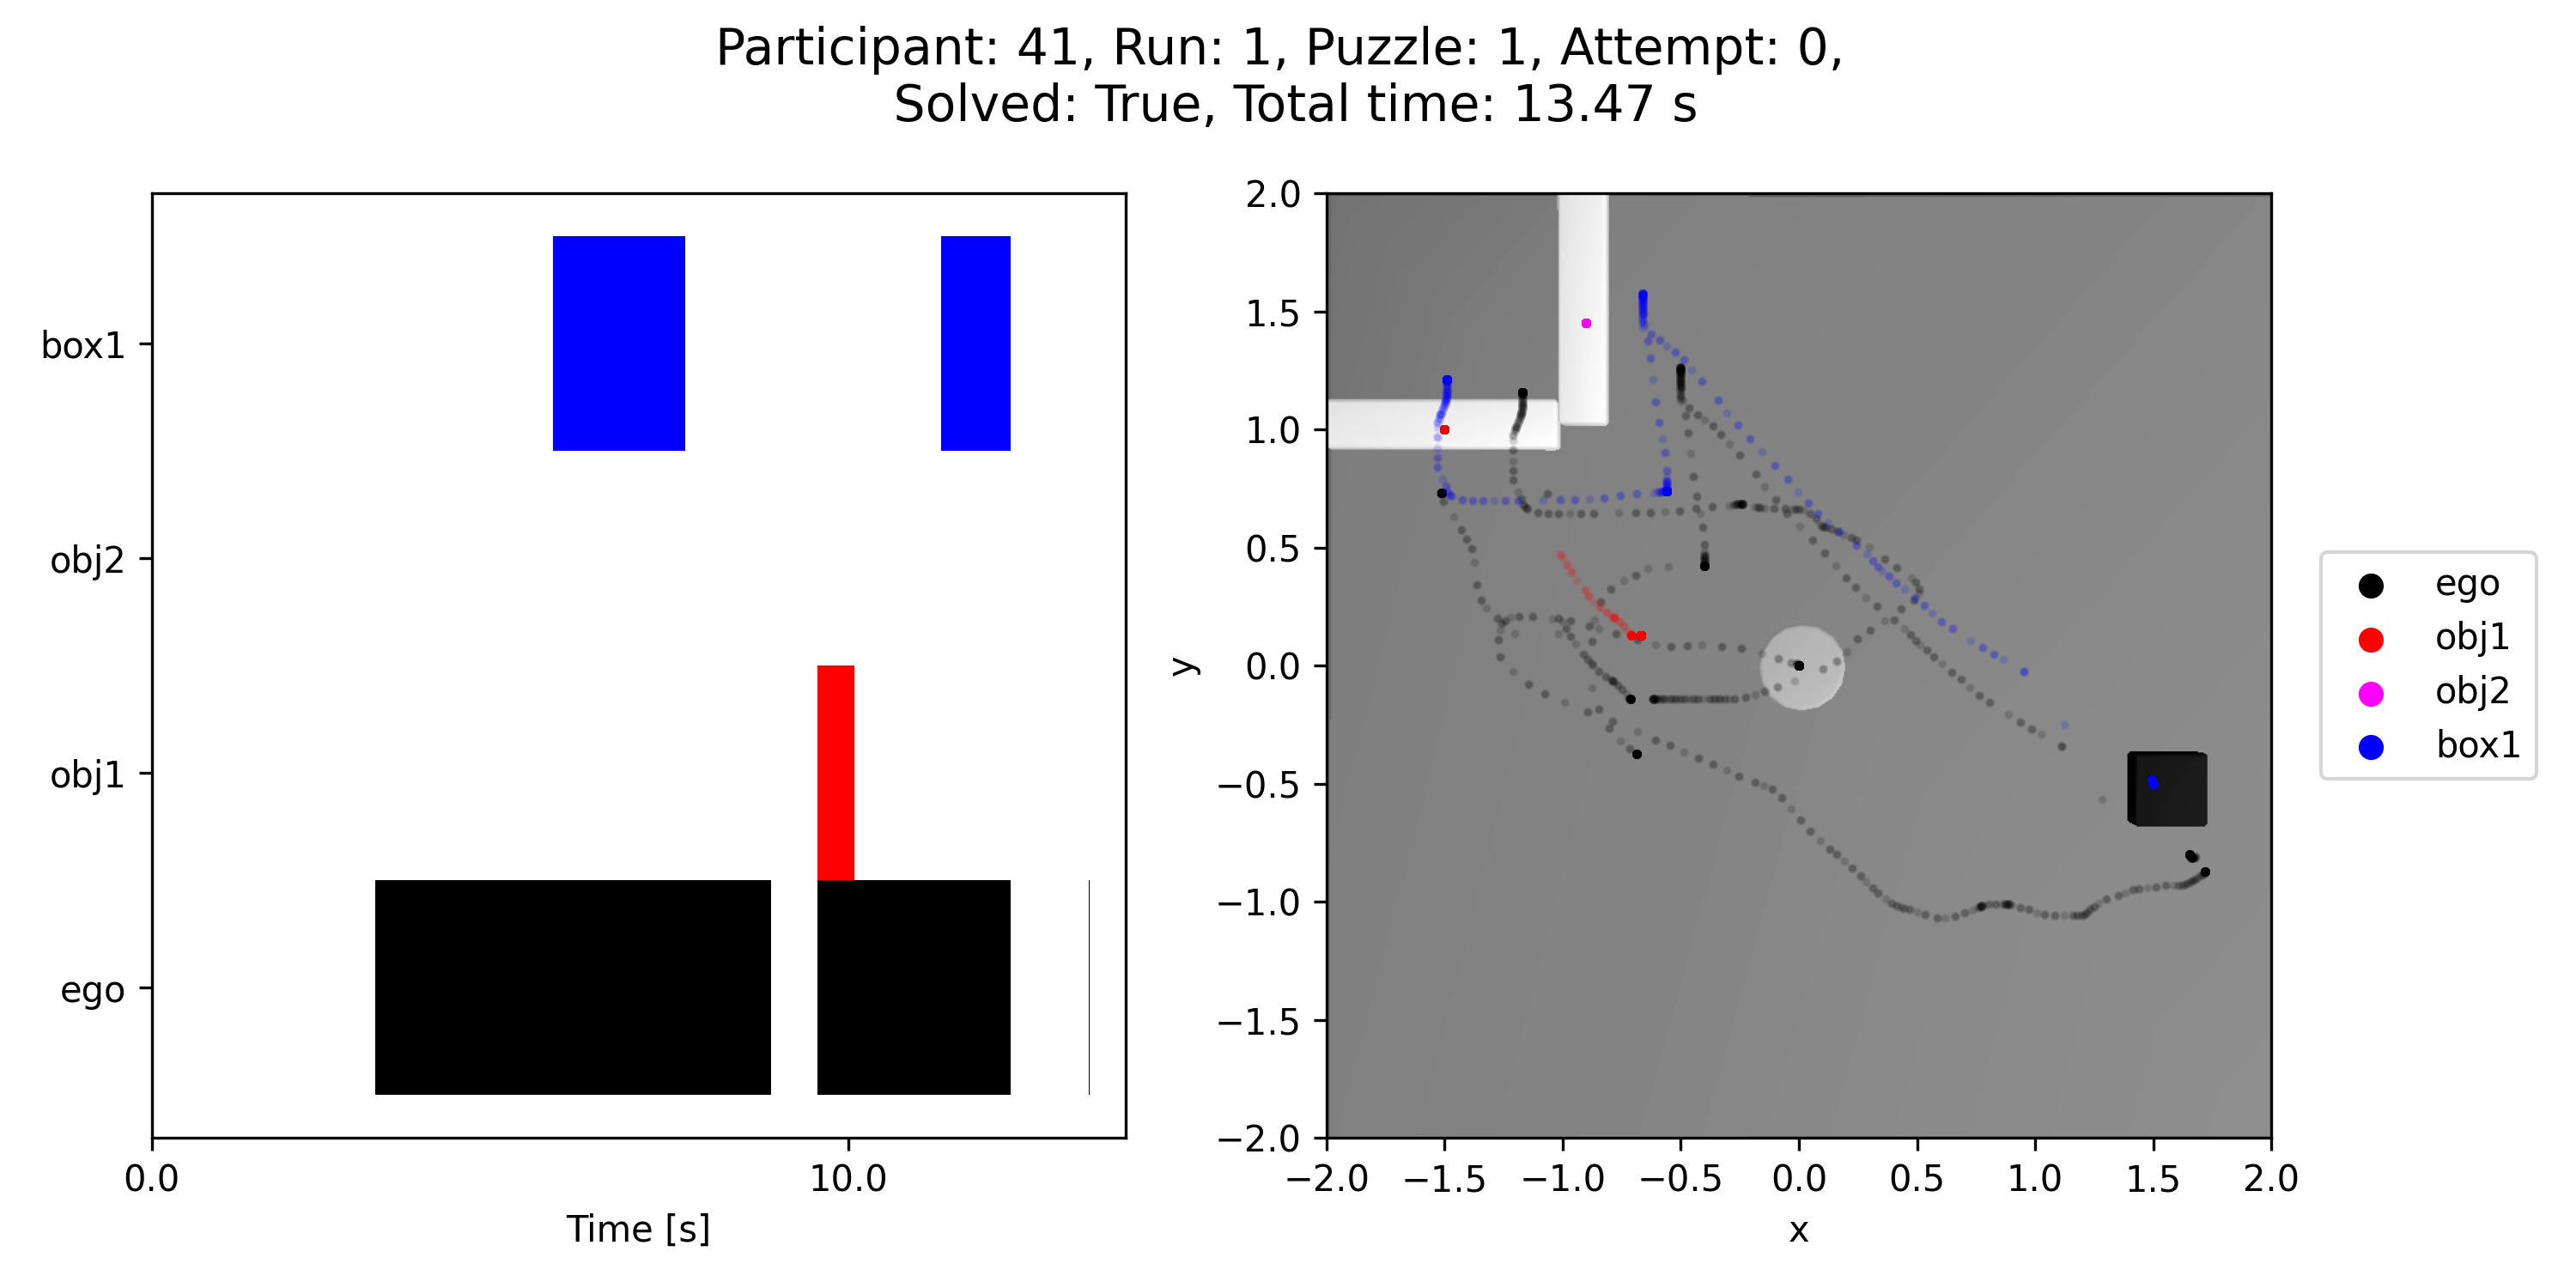 Participant: 41, Run: 1, Puzzle: 1, Attempt: 0,
Solved: True, Total time: 13.47 s
box1
obj2
obj1
ego
0.0
10.0
Time [s]
2.0
1.5
1.0
0.5
0.0
−0.5
−1.0
−1.5
−2.0
y
−2.0 −1.5 −1.0 −0.5 0.0 0.5 1.0 1.5 2.0
x
ego
obj1
obj2
box1